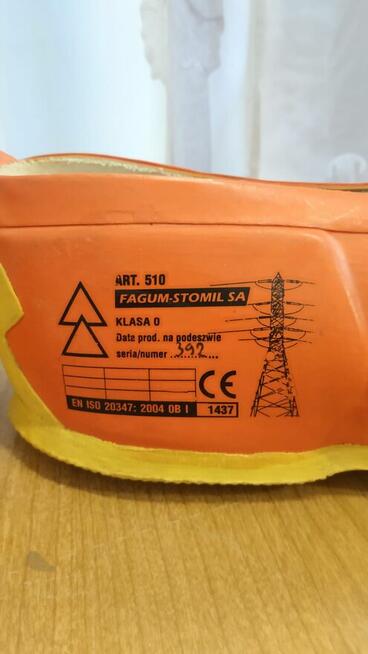 ART. 510
FAGUM-STOMIL SA
KLASA 0
Data prod. na podeszwie
seria/numer ...392...
CE
EN ISO 20347: 2004 OB I 1437